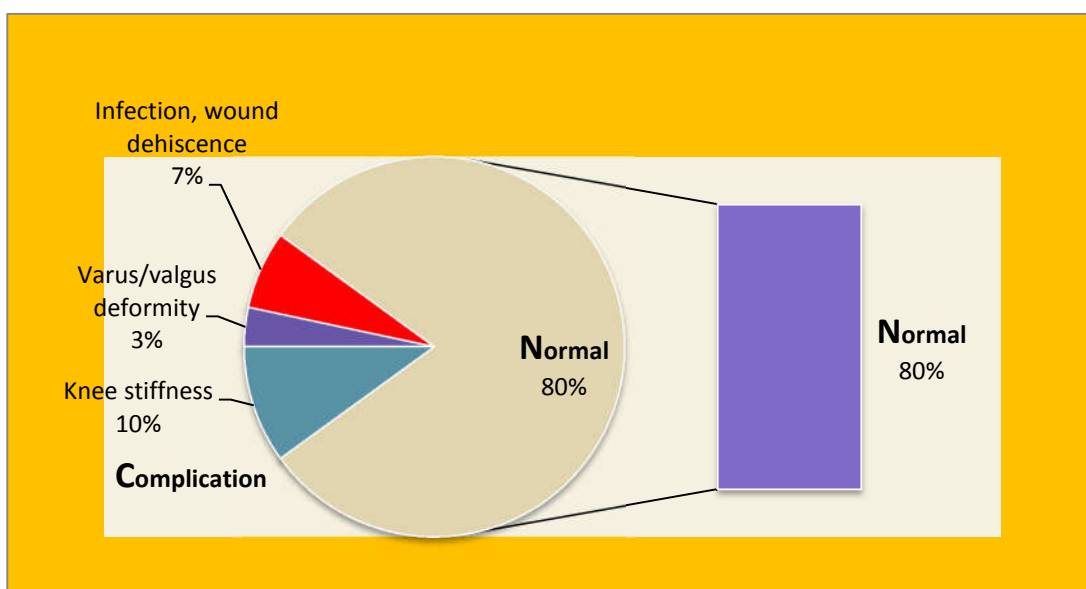 Infection, wound
dehiscence
7%
Varus/valgus
deformity
3%
Knee stiffness
10%
Complication
Normal
80%
Normal
80%